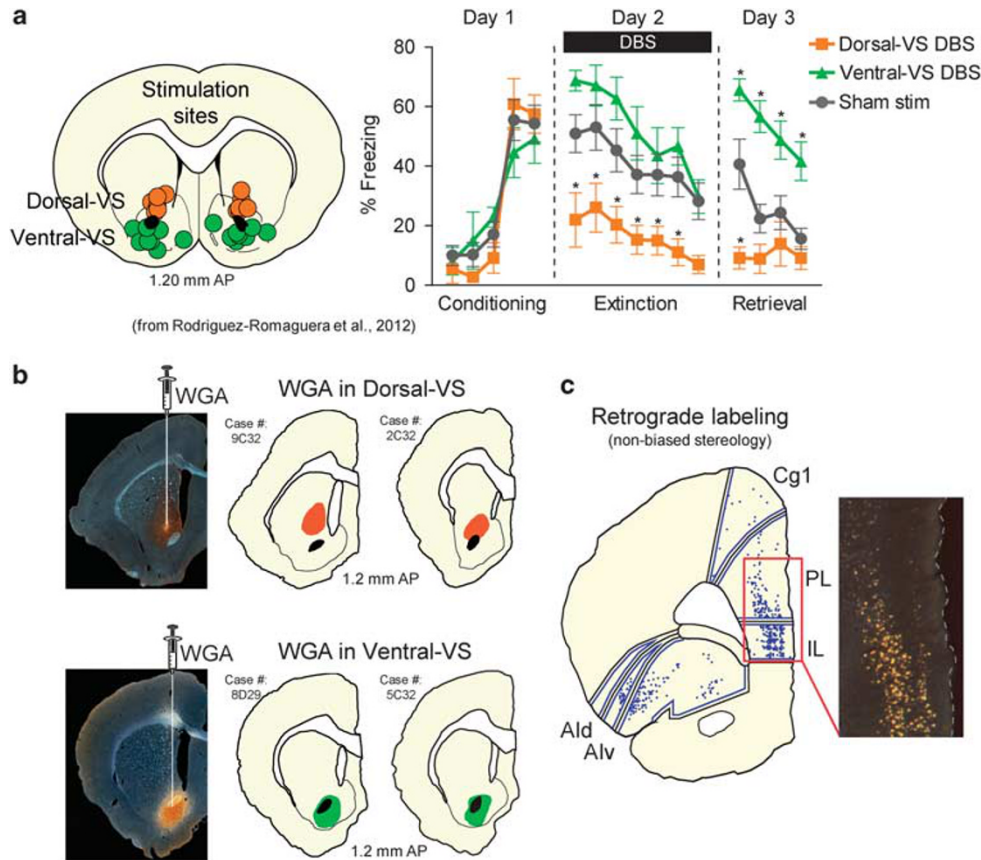 a
Day 1
Day 2
Day 3
DBS
Dorsal-VS DBS
Ventral-VS DBS
Sham stim
Stimulation
sites
Dorsal-VS
Ventral-VS
1.20 mm AP
(from Rodriguez-Romaguera et al., 2012)
% Freezing
80
60
40
20
0
* * * * * *
* * * *
*
Conditioning
Extinction
Retrieval
b
WGA
WGA in Dorsal-VS
Case #:
9C32
Case #:
2C32
1.2 mm AP
WGA
WGA in Ventral-VS
Case #:
8D29
Case #:
5C32
1.2 mm AP
c
Retrograde labeling
(non-biased stereology)
Cg1
PL
IL
AId
AIv